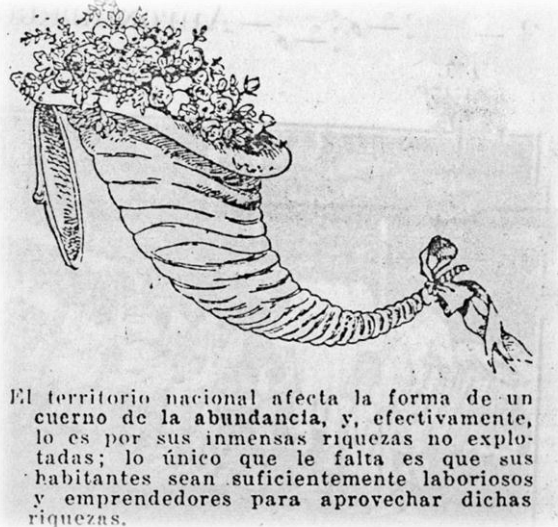 El territorio nacional afecta la forma de un
cuerno de la abundancia, y, efectivamente,
lo es por sus inmensas riquezas no explo-
tadas; lo único que le falta es que sus
habitantes sean suficientemente laboriosos
y emprendedores para aprovechar dichas
riquezas.